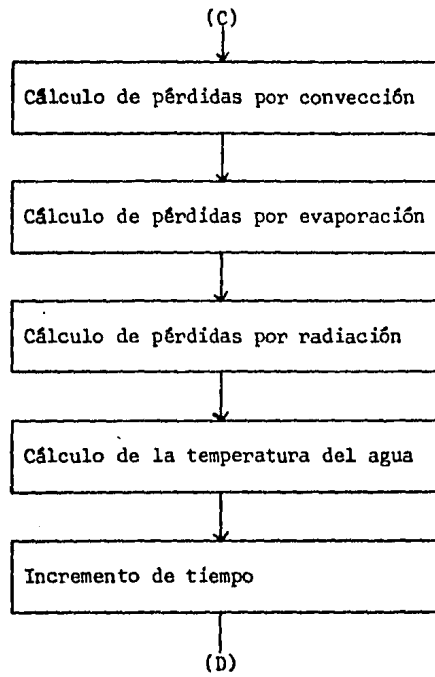 (C)
Cálculo de pérdidas por convección
Cálculo de pérdidas por evaporación
Cálculo de pérdidas por radiación
Cálculo de la temperatura del agua
Incremento de tiempo
(D)